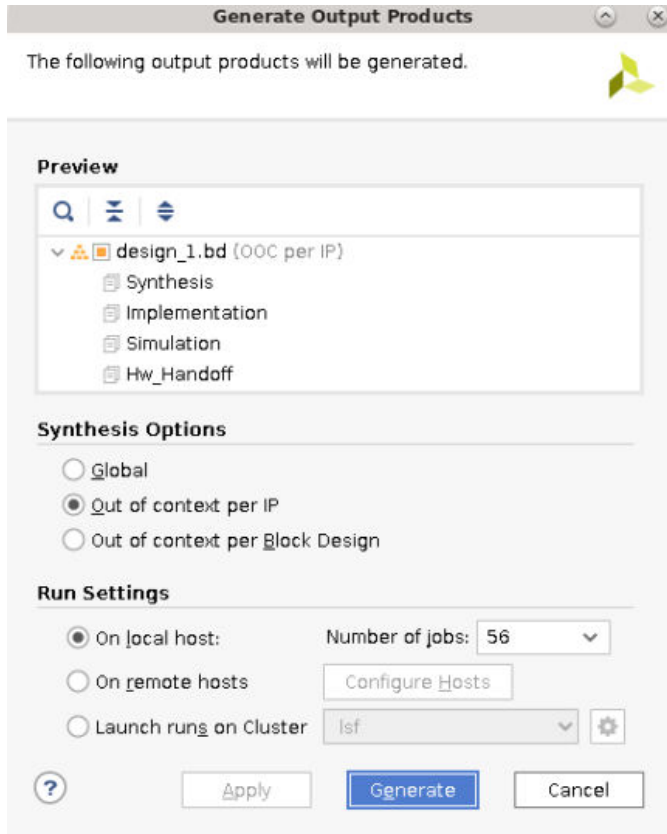 Generate Output Products
The following output products will be generated.
Preview
design_1.bd (OOC per IP)
Synthesis
Implementation
Simulation
Hw_Handoff
Synthesis Options
Global
Out of context per IP
Out of context per Block Design
Run Settings
On local host: Number of jobs: 56
On remote hosts Configure Hosts
Launch runs on Cluster lsf
? Apply Generate Cancel